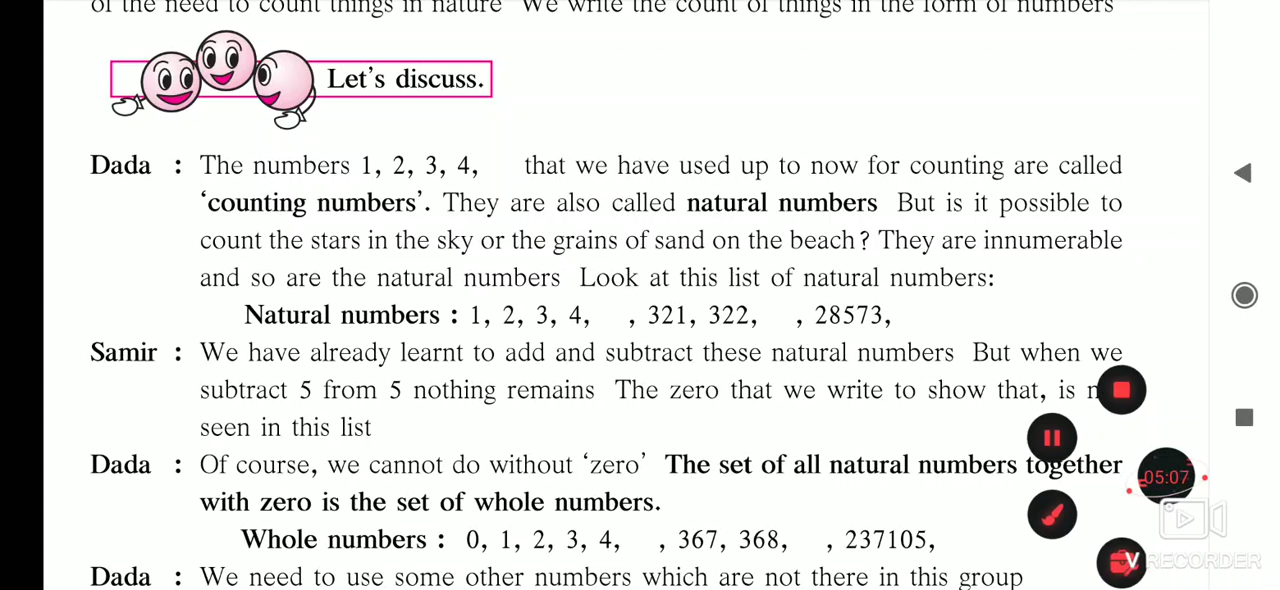 of the need to count things in nature We write the count of things in the form of numbers
Let's discuss.
Dada : The numbers 1, 2, 3, 4, that we have used up to now for counting are called
‘counting numbers’. They are also called natural numbers But is it possible to
count the stars in the sky or the grains of sand on the beach? They are innumerable
and so are the natural numbers Look at this list of natural numbers:
Natural numbers : 1, 2, 3, 4, , 321, 322, , 28573,
Samir : We have already learnt to add and subtract these natural numbers But when we
subtract 5 from 5 nothing remains The zero that we write to show that, is
seen in this list
Dada : Of course, we cannot do without ‘zero’ The set of all natural numbers together
with zero is the set of whole numbers.
Whole numbers : 0, 1, 2, 3, 4, , 367, 368, , 237105,
Dada : We need to use some other numbers which are not there in this group
05:07
V RECORDER